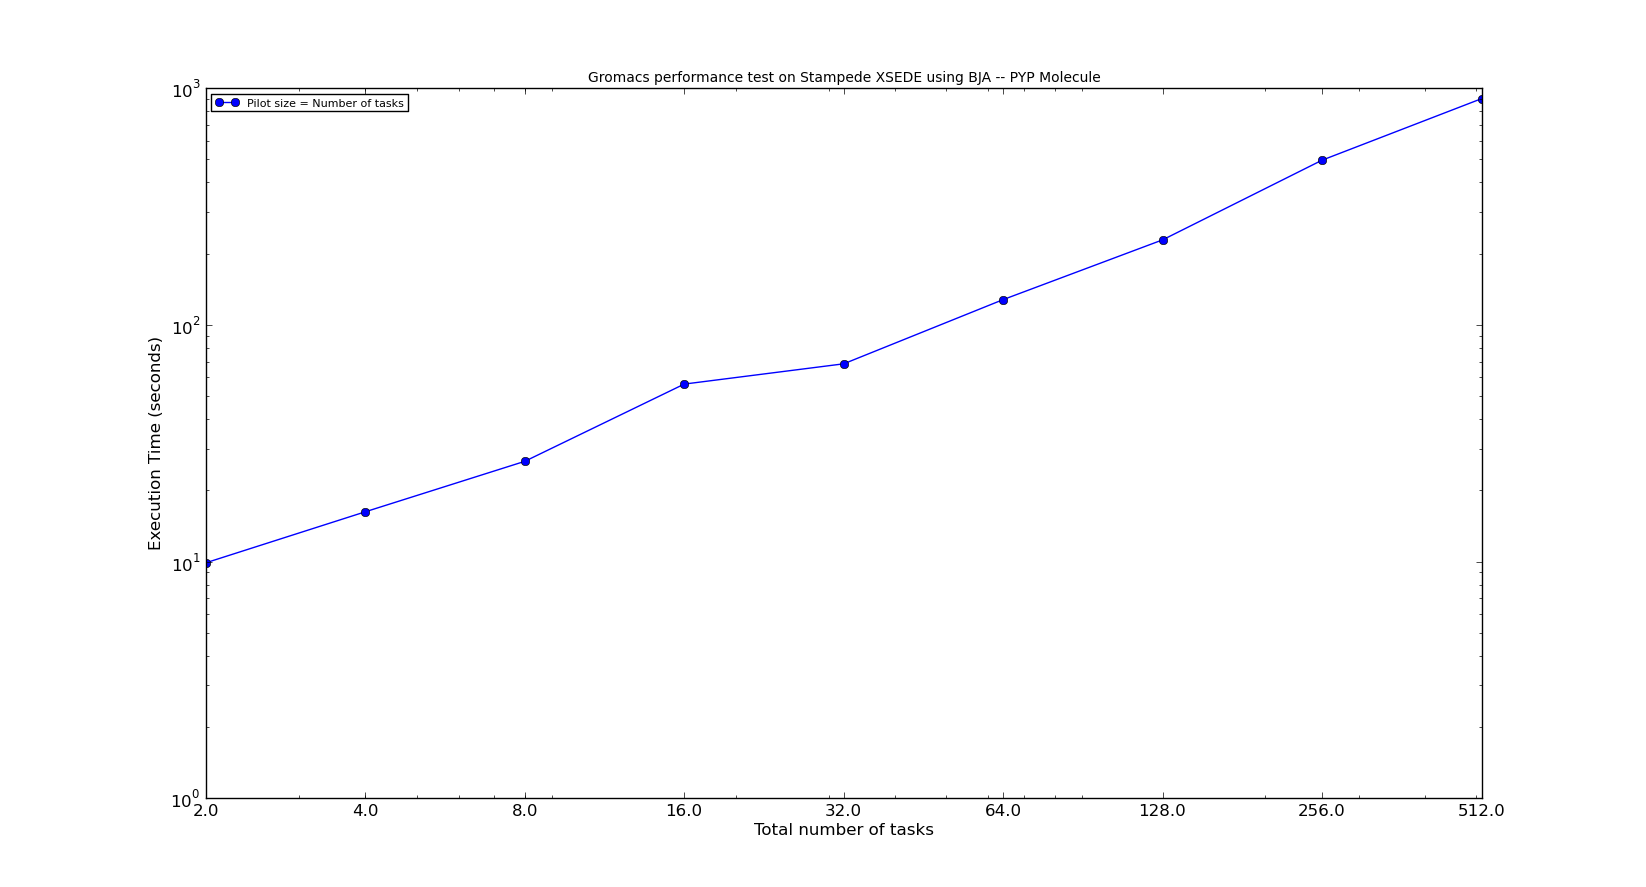 Gromacs performance test on Stampede XSEDE using BJA -- PYP Molecule
Pilot size = Number of tasks
10^3
10^2
10^1
10^0
Execution Time (seconds)
2.0 4.0 8.0 16.0 32.0 64.0 128.0 256.0 512.0
Total number of tasks